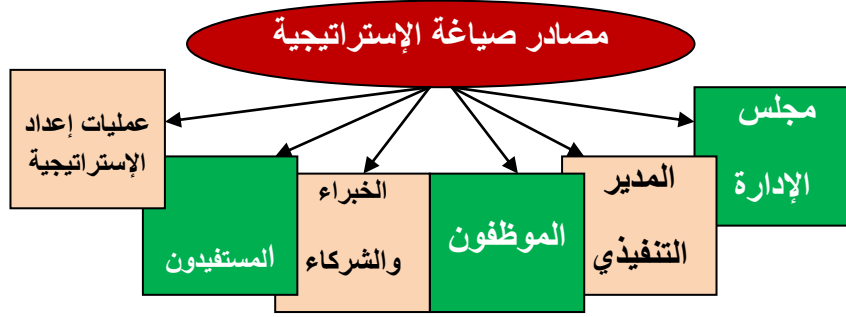 مصادر صياغة الإستراتيجية
مجلس
الإدارة
المدير
التنفيذي
الموظفون
الخبراء
والشركاء
المستفيدون
عمليات إعداد
الإستراتيجية